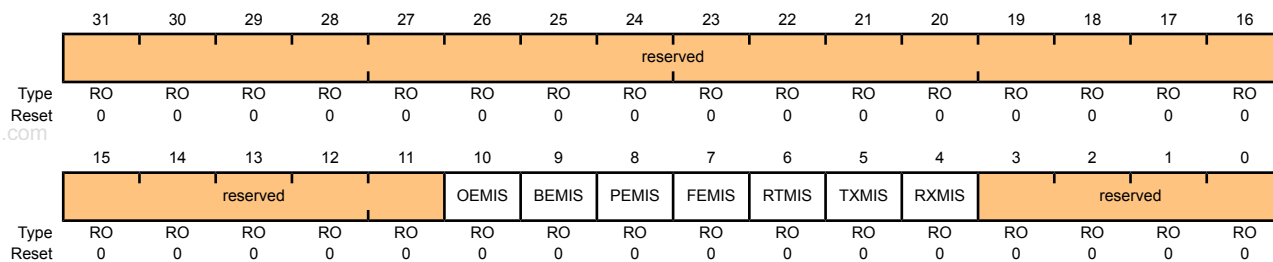 31 30 29 28 27 26 25 24 23 22 21 20 19 18 17 16
reserved
Type RO RO RO RO RO RO RO RO RO RO RO RO RO RO RO RO
Reset 0 0 0 0 0 0 0 0 0 0 0 0 0 0 0 0
.com
15 14 13 12 11 10 9 8 7 6 5 4 3 2 1 0
reserved OEMIS BEMIS PEMIS FEMIS RTMIS TXMIS RXMIS reserved
Type RO RO RO RO RO RO RO RO RO RO RO RO RO RO RO RO
Reset 0 0 0 0 0 0 0 0 0 0 0 0 0 0 0 0